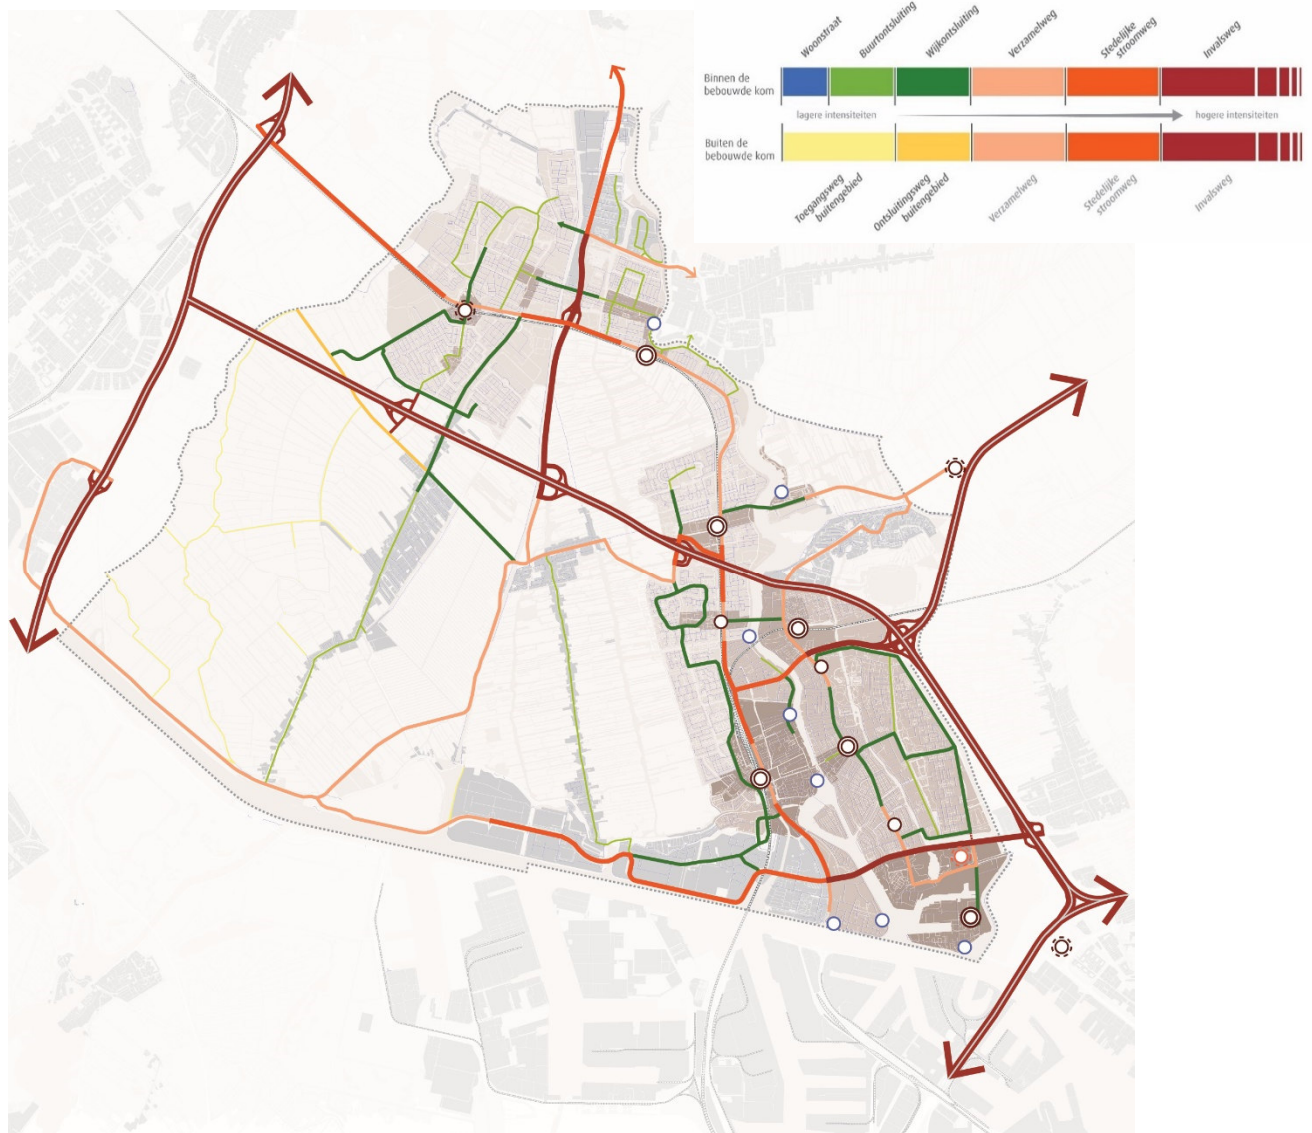 Woonstraat
Buurtontsluiting
Wijkontsluiting
Verzamelweg
Stedelijke
stroomweg
Invalsweg
Binnen de
bebouwde kom
lagere intensiteiten
hogere intensiteiten
Buiten de
bebouwde kom
Toegangsweg
buitengebied
Ontsluitingsweg
buitengebied
Verzamelweg
Stedelijke
stroomweg
Invalsweg